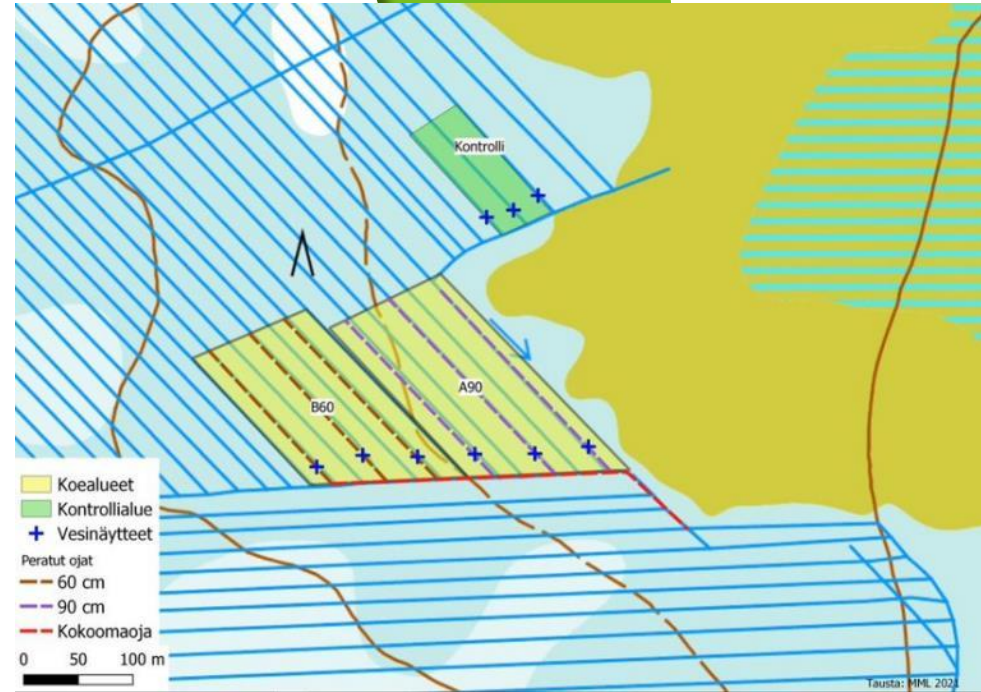 Kontrolli
A90
B60
Koealueet
Kontrollialue
Vesinäytteet
Peratut ojat
60 cm
90 cm
Kokoomaoja
0 50 100 m
Tausta: MML 2021